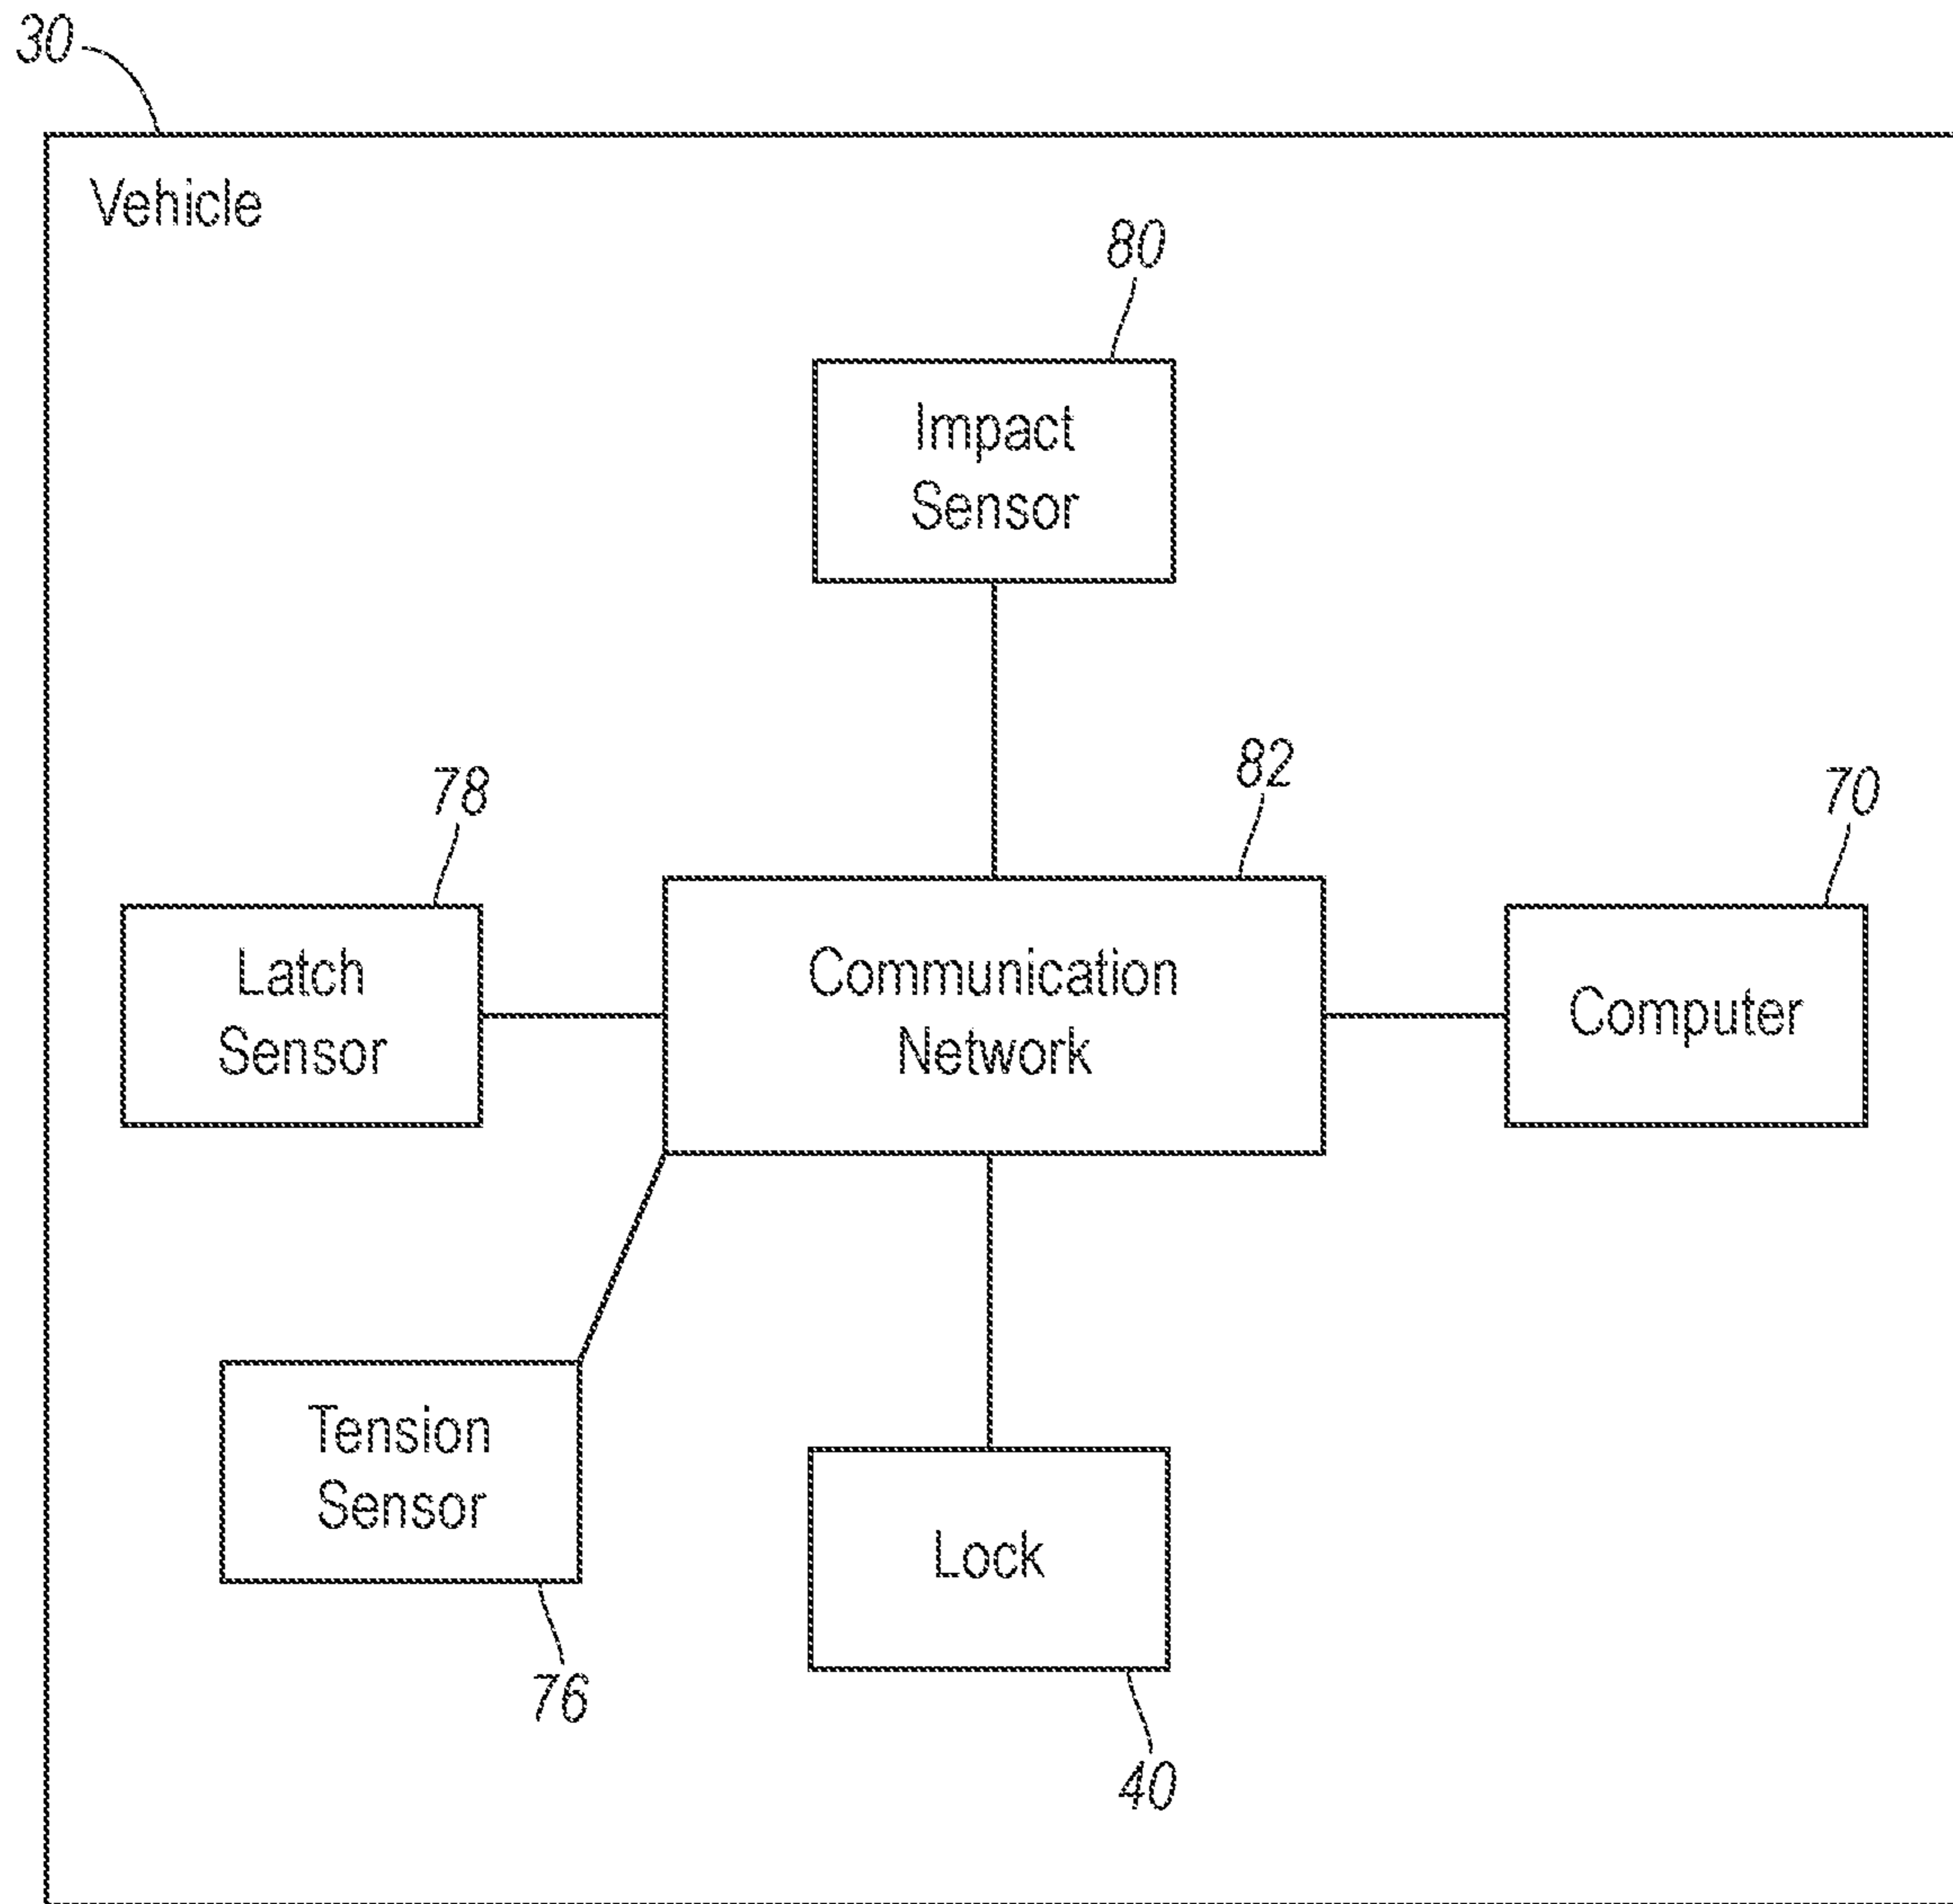 30
Vehicle
80
Impact
Sensor
82
78
70
Latch
Sensor
Communication
Network
Computer
Tension
Sensor
Lock
76
40